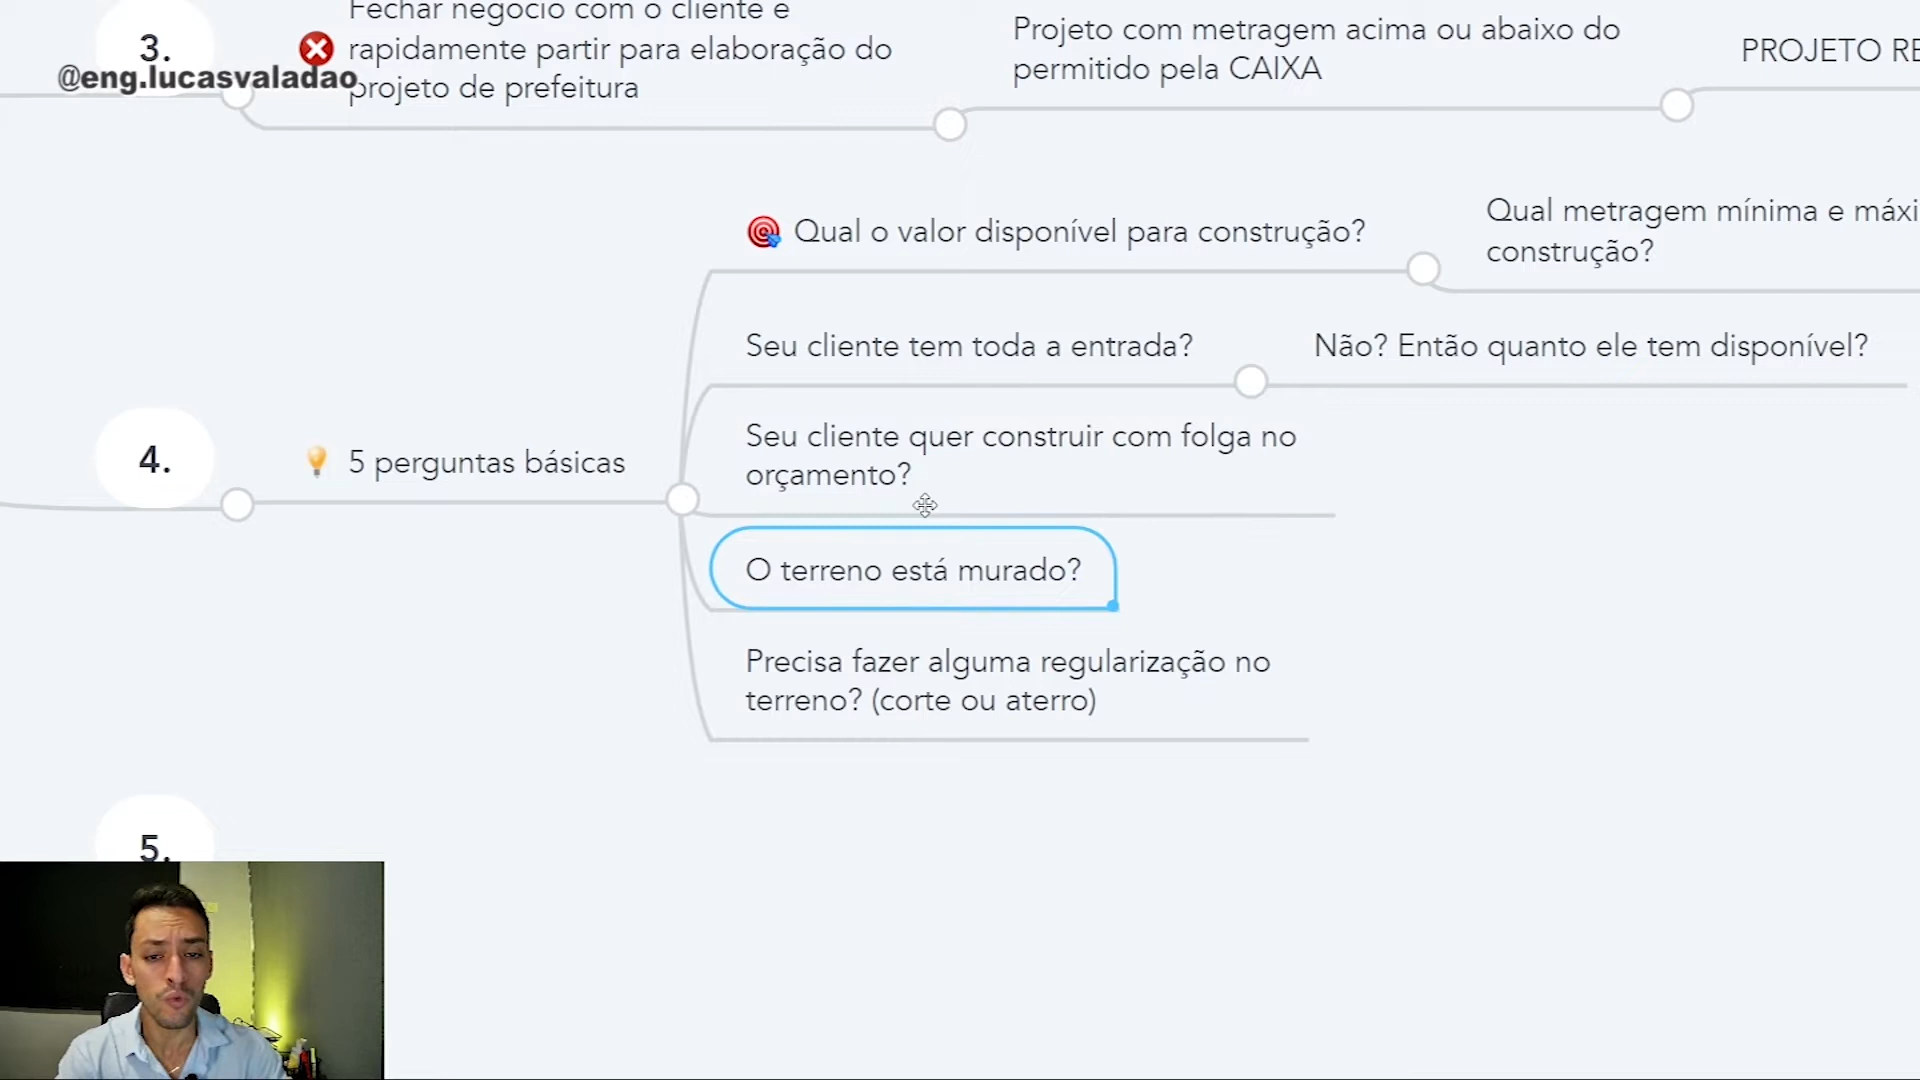 3.
Fechar negócio com o cliente e
rapidamente partir para elaboração do
projeto de prefeitura
@eng.lucasvaladao
Projeto com metragem acima ou abaixo do
permitido pela CAIXA
PROJETO RE
4.
5 perguntas básicas
Qual o valor disponível para construção?
Qual metragem mínima e máxi
construção?
Seu cliente tem toda a entrada?
Não? Então quanto ele tem disponível?
Seu cliente quer construir com folga no
orçamento?
O terreno está murado?
Precisa fazer alguma regularização no
terreno? (corte ou aterro)
5.